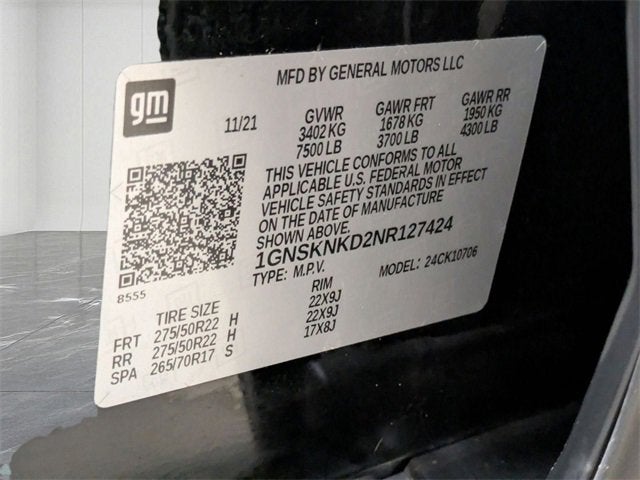 MFD BY GENERAL MOTORS LLC
gm
11/21 GVWR GAWR FRT GAWR RR
3402 KG 1678 KG 1950 KG
7500 LB 3700 LB 4300 LB
THIS VEHICLE CONFORMS TO ALL
APPLICABLE U.S. FEDERAL MOTOR
VEHICLE SAFETY STANDARDS IN EFFECT
ON THE DATE OF MANUFACTURE
SHOWN ABOVE.
1GNSKNKD2NR127424
TYPE: M.P.V. MODEL: 24CK10706
8555
TIRE SIZE RIM
FRT 275/50R22 H 22X9J
RR 275/50R22 H 22X9J
SPA 265/70R17 S 17X8J